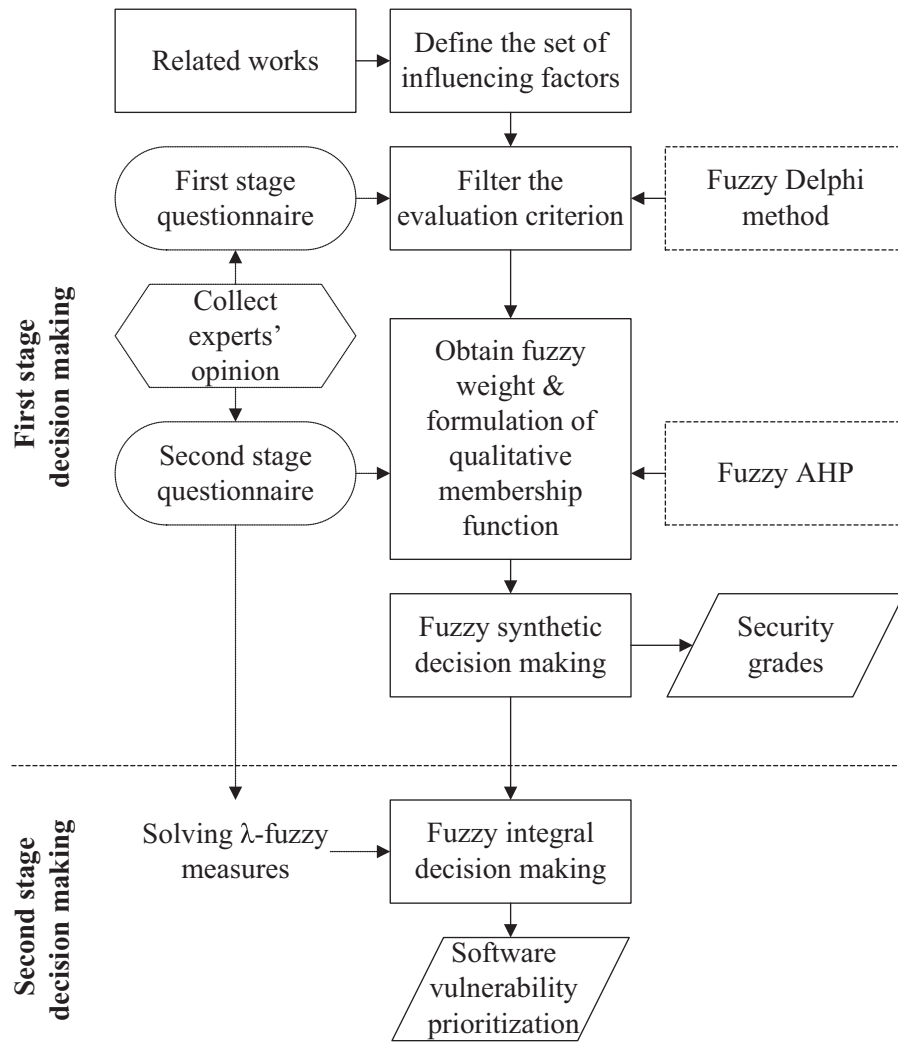 Related works
Define the set of
influencing factors
First stage
questionnaire
Filter the
evaluation criterion
Fuzzy Delphi
method
Collect
experts’
opinion
First stage
decision making
Obtain fuzzy
weight &
formulation of
qualitative
membership
function
Second stage
questionnaire
Fuzzy AHP
Fuzzy synthetic
decision making
Security
grades
Second stage
decision making
Solving λ-fuzzy
measures
Fuzzy integral
decision making
Software
vulnerability
prioritization